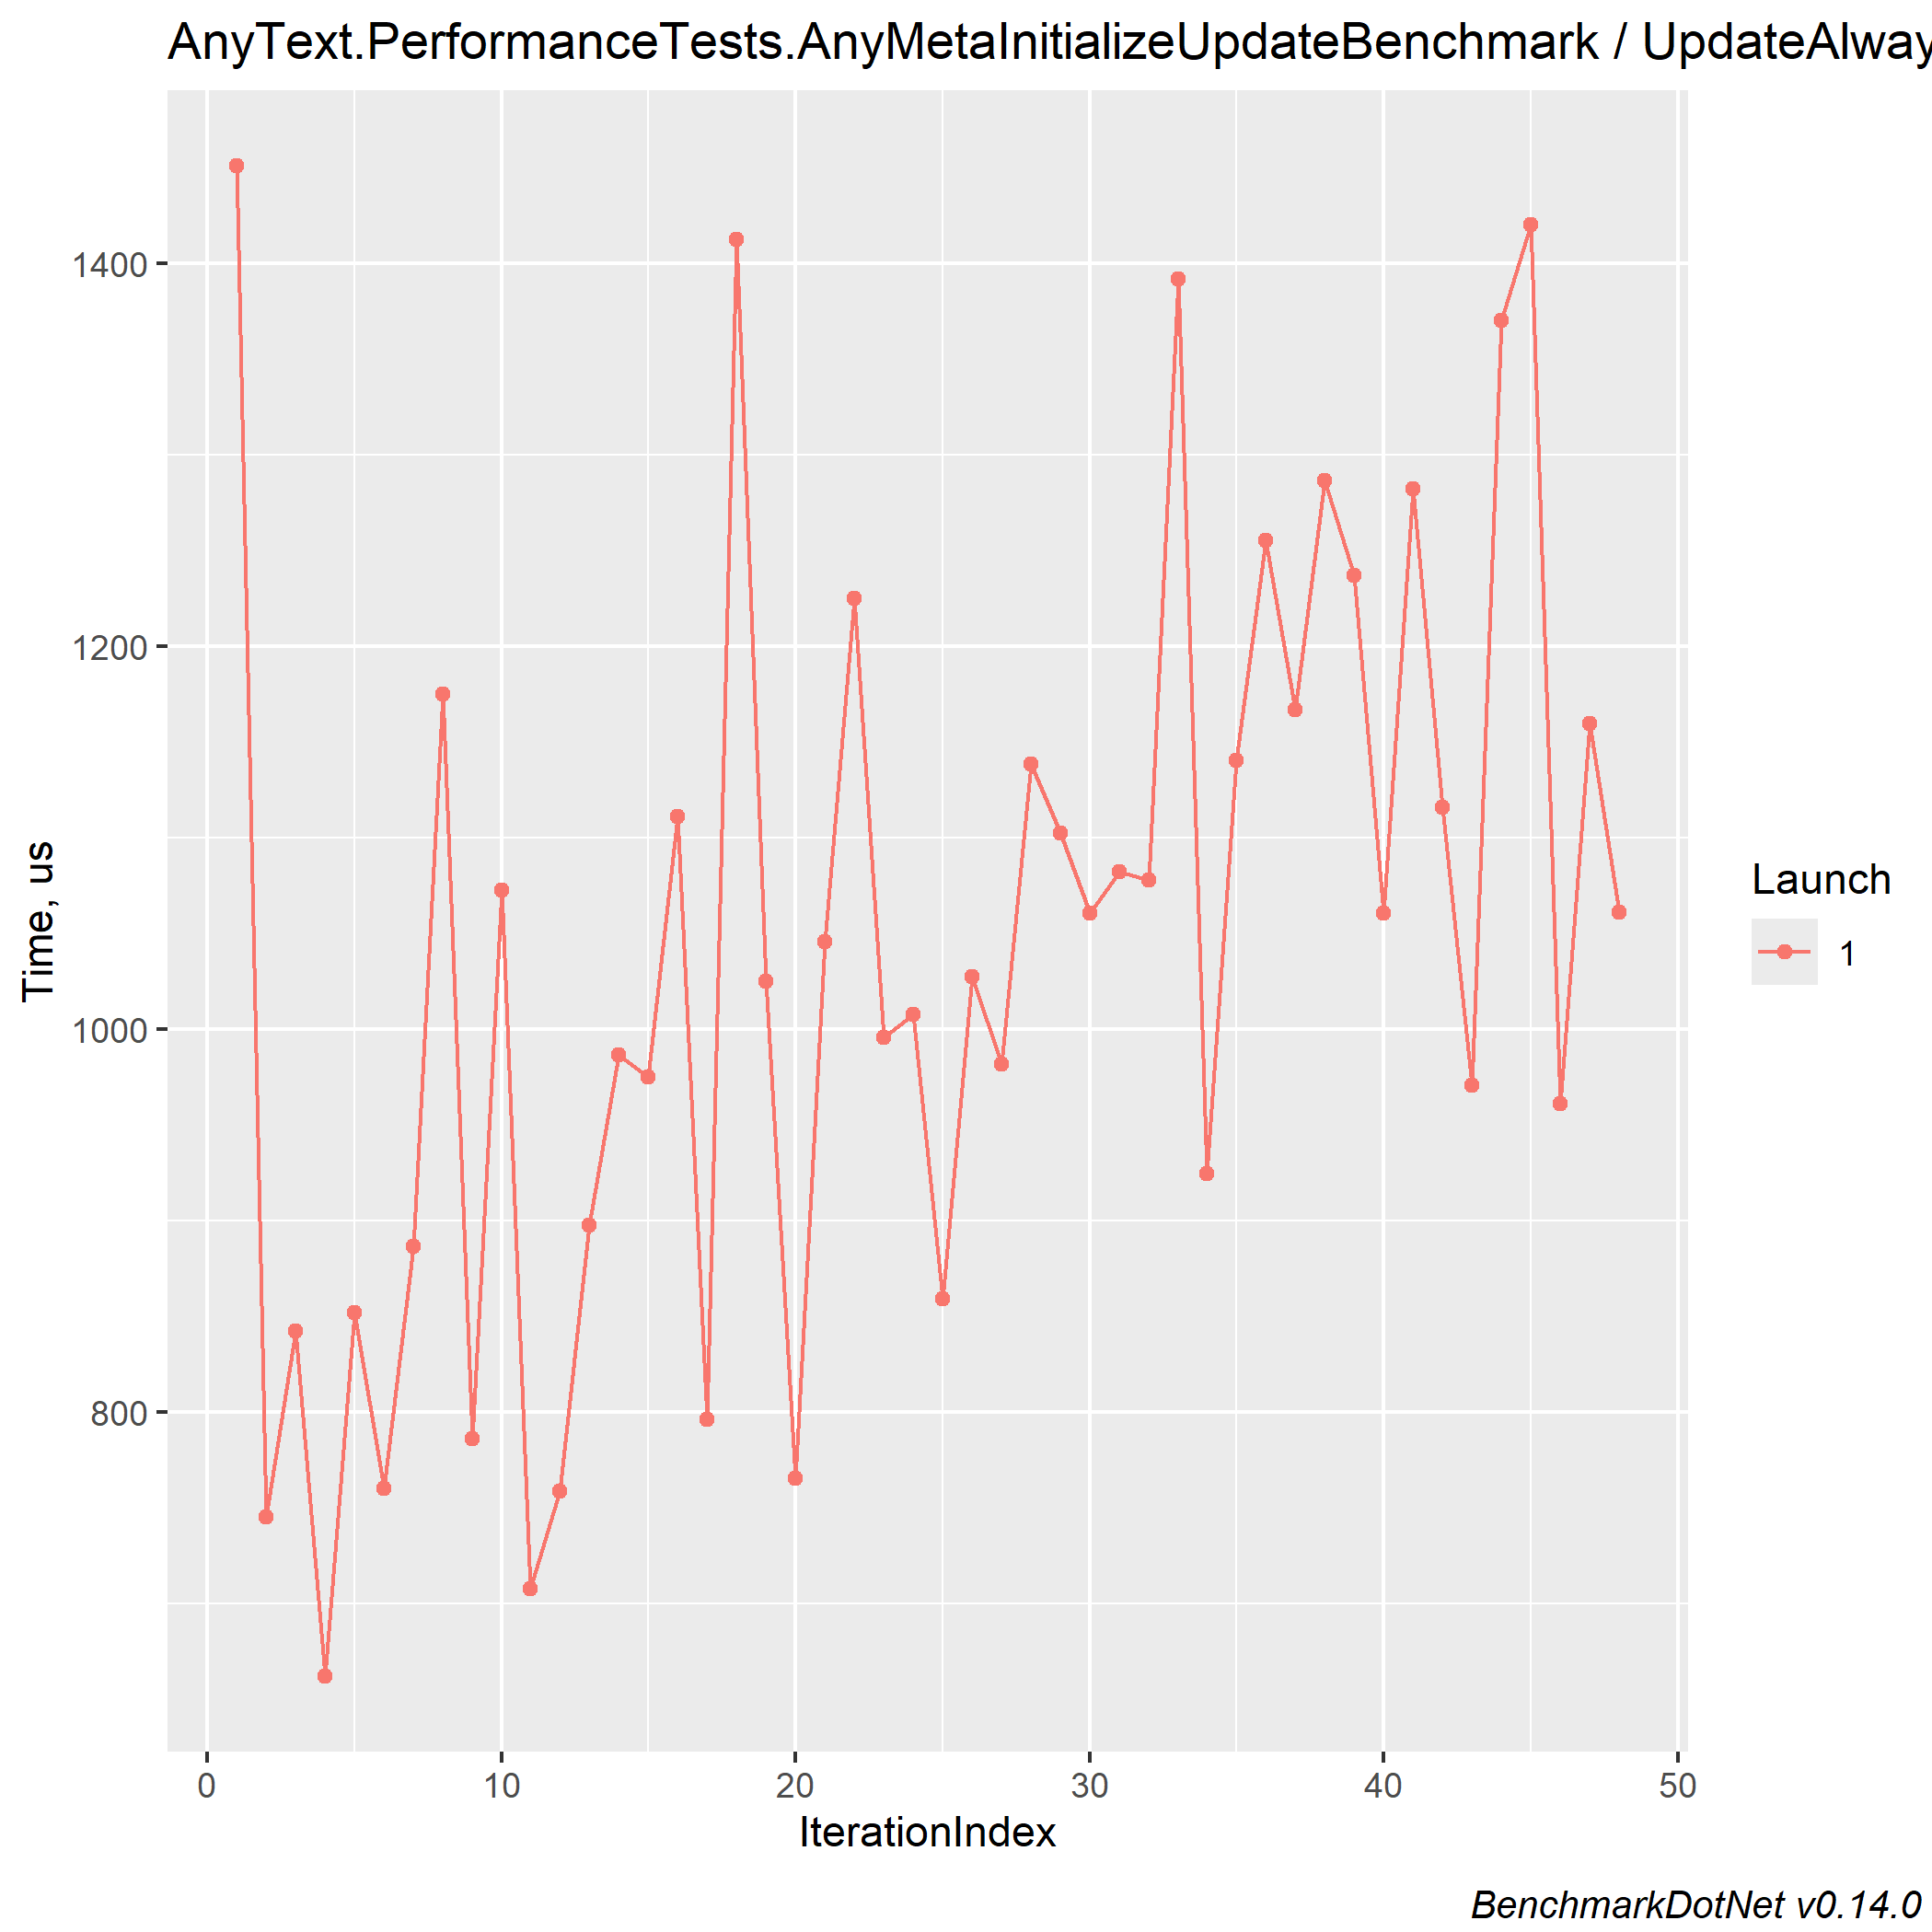 AnyText.PerformanceTests.AnyMetaInitializeUpdateBenchmark / UpdateAlway
1400
1200
1000
800
Time, us
0 10 20 30 40 50
IterationIndex
Launch
1
BenchmarkDotNet v0.14.0